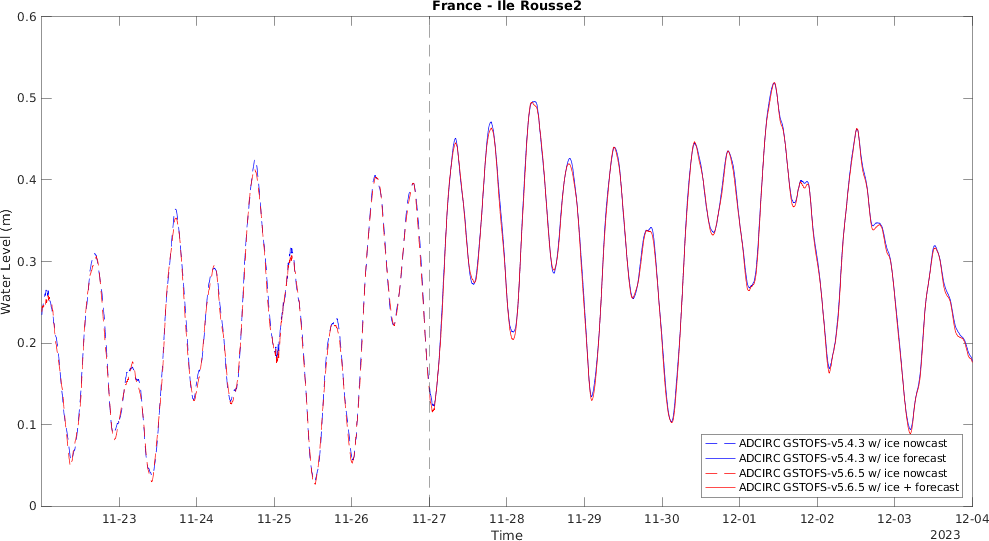 France - Ile Rousse2
Water Level (m)
0.6
0.5
0.4
0.3
0.2
0.1
0
11-23 11-24 11-25 11-26 11-27 11-28 11-29 11-30 12-01 12-02 12-03 12-04
Time
2023
ADCIRC GSTOFS-v5.4.3 w/ ice nowcast
ADCIRC GSTOFS-v5.4.3 w/ ice forecast
ADCIRC GSTOFS-v5.6.5 w/ ice nowcast
ADCIRC GSTOFS-v5.6.5 w/ ice + forecast